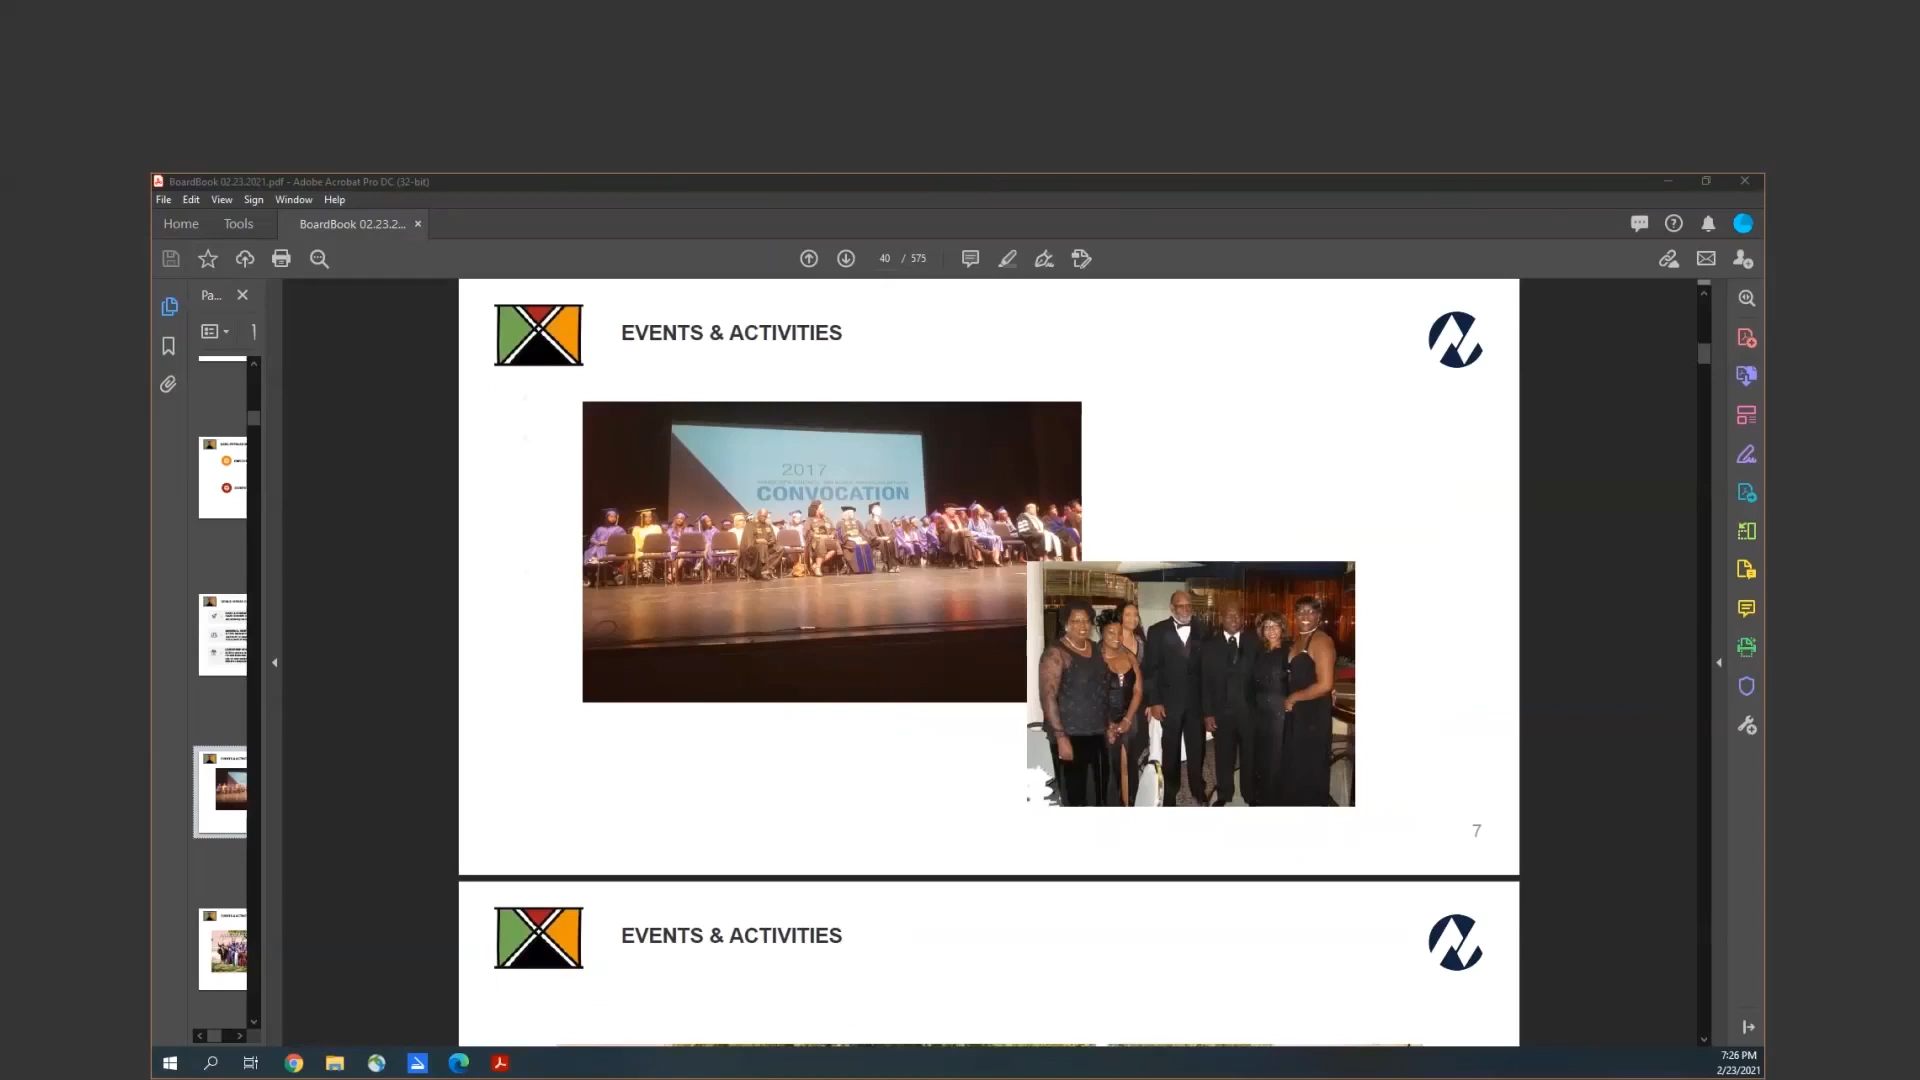 BoardBook 02.23.2021.pdf - Adobe Acrobat Pro DC (32-bit)
File Edit View Sign Window Help
Home Tools BoardBook 02.23.2...
40 / 575
Pa...
EVENTS & ACTIVITIES
2017
CONVOCATION
7
EVENTS & ACTIVITIES
7:26 PM
2/23/2021